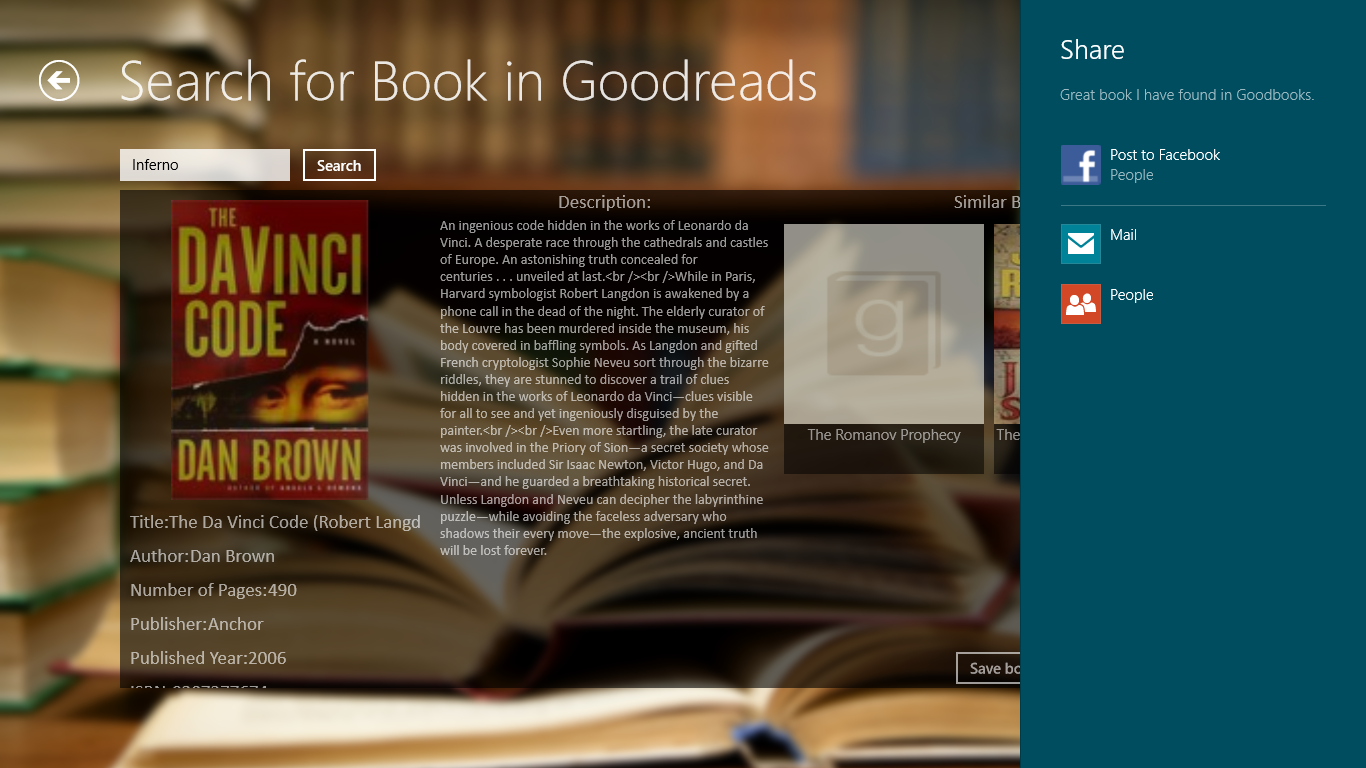 Search for Book in Goodreads
Inferno
Search
THE
DA VINCI
CODE
A NOVEL
DAN BROWN
AUTHOR OF ANGELS & DEMONS
Title:The Da Vinci Code (Robert Langd
Author:Dan Brown
Number of Pages:490
Publisher:Anchor
Published Year:2006
Description:
An ingenious code hidden in the works of Leonardo da
Vinci. A desperate race through the cathedrals and castles
of Europe. An astonishing truth concealed for
centuries . . . unveiled at last.<br /><br />While in Paris,
Harvard symbologist Robert Langdon is awakened by a
phone call in the dead of the night. The elderly curator of
the Louvre has been murdered inside the museum, his
body covered in baffling symbols. As Langdon and gifted
French cryptologist Sophie Neveu sort through the bizarre
riddles, they are stunned to discover a trail of clues
hidden in the works of Leonardo da Vinci—clues visible
for all to see and yet ingeniously disguised by the
painter.<br /><br />Even more startling, the late curator
was involved in the Priory of Sion—a secret society whose
members included Sir Isaac Newton, Victor Hugo, and Da
Vinci—and he guarded a breathtaking historical secret.
Unless Langdon and Neveu can decipher the labyrinthine
puzzle—while avoiding the faceless adversary who
shadows their every move—the explosive, ancient truth
will be lost forever.
Similar B
g
The Romanov Prophecy
The
Save bo
Share
Great book I have found in Goodbooks.
Post to Facebook
People
Mail
People